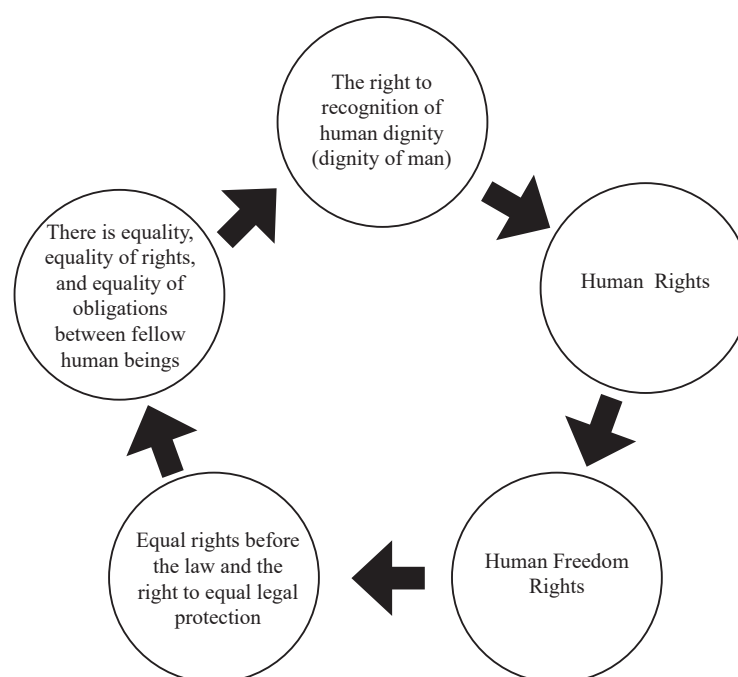 The right to
recognition of
human dignity
(dignity of man)
Human Rights
Human Freedom
Rights
Equal rights before
the law and the
right to equal legal
protection
There is equality,
equality of rights,
and equality of
obligations
between fellow
human beings